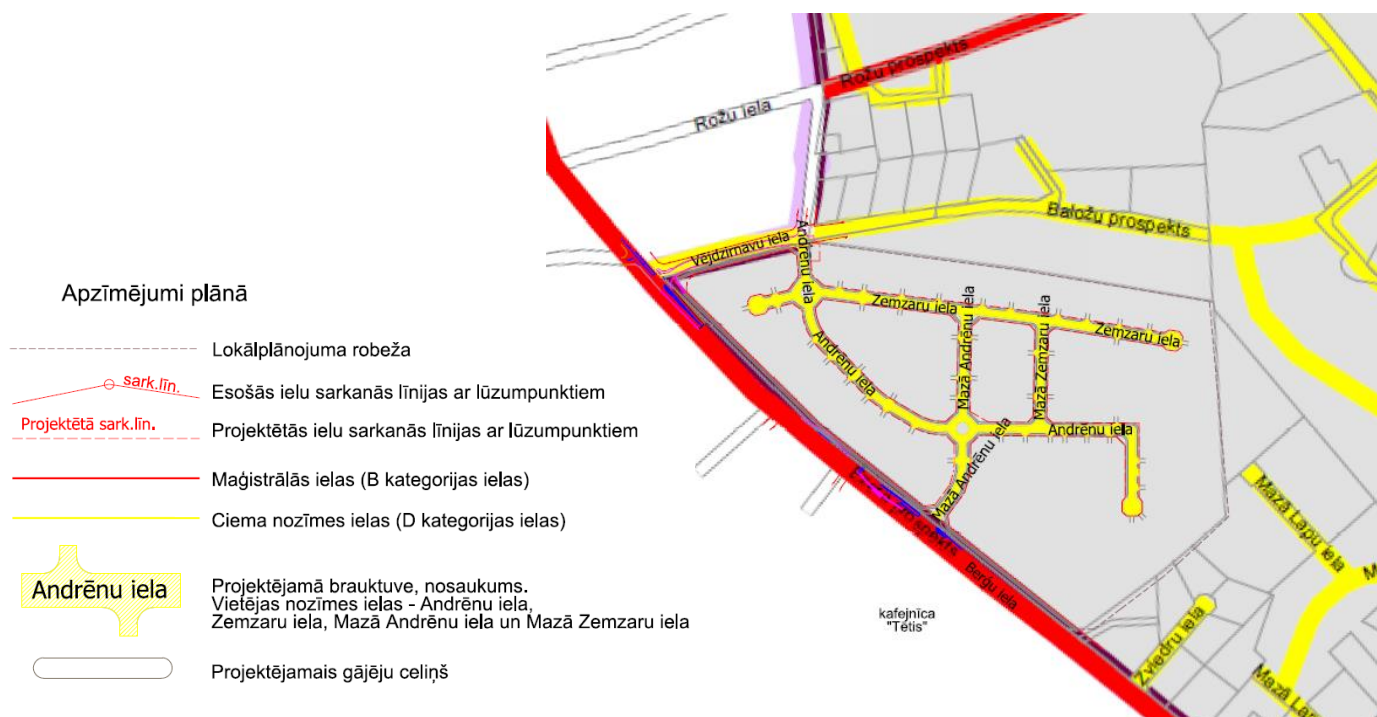 Apzīmējumi plānā
Lokālplānojuma robeža
sark.līn.
Esošās ielu sarkanās līnijas ar lūzumpunktiem
Projektētā sark.līn.
Projektētās ielu sarkanās līnijas ar lūzumpunktiem
Maģistrālās ielas (B kategorijas ielas)
Ciema nozīmes ielas (D kategorijas ielas)
Andrēnu iela
Projektējamā brauktuve, nosaukums.
Vietējas nozīmes ielas - Andrēnu iela,
Zemzaru iela, Mazā Andrēnu iela un Mazā Zemzaru iela
Projektējamais gājēju celiņš
Rožu prospekts
Rožu iela
Baložu prospekts
Vējdzirnavu iela
Andrēnu iela
Zemzaru iela
Mazā Andrēnu iela
Mazā Zemzaru iela
Zemzaru iela
Andrēnu iela
Andrēnu iela
Mazā Andrēnu iela
prospekts
Berģu iela
kafejnīca
"Tētis"
Mazā Lapu iela
M
Zviedru iela
Mazā La